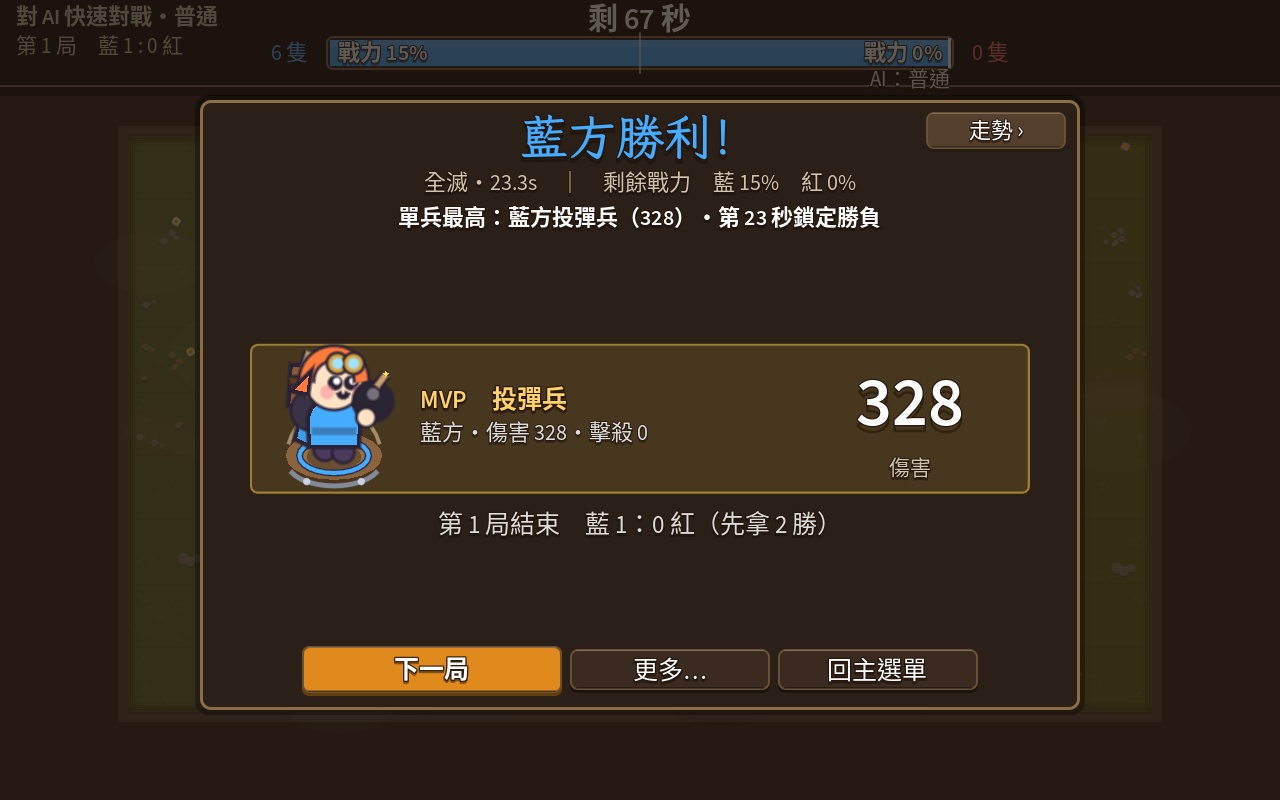 對 AI 快速對戰・普通
剩 67 秒
第 1 局　藍 1 : 0 紅
6 隻　戰力 15%　戰力 0%　0 隻
AI：普通
藍方勝利!
走勢 ›
全滅・23.3s　｜　剩餘戰力　藍 15%　紅 0%
單兵最高：藍方投彈兵（328）・第 23 秒鎖定勝負
MVP　投彈兵
藍方・傷害 328・擊殺 0
328
傷害
第 1 局結束　藍 1：0 紅（先拿 2 勝）
下一局
更多…
回主選單